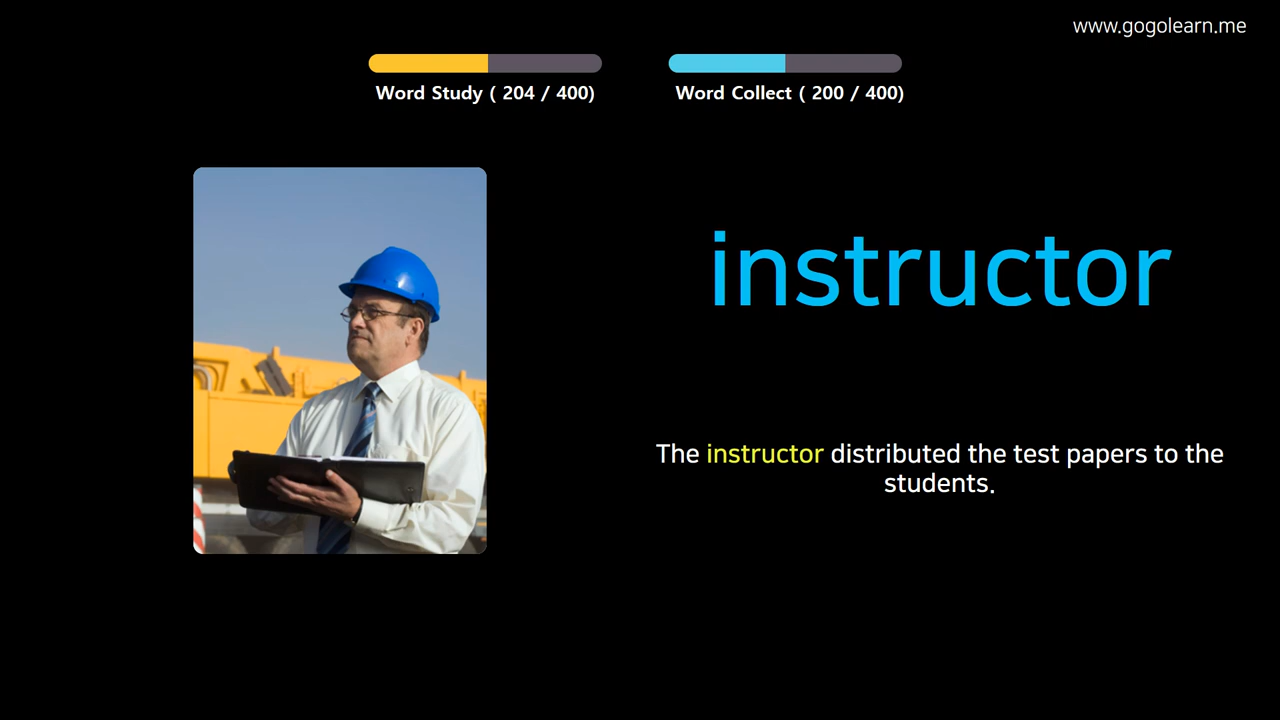 www.gogolearn.me
Word Study ( 204 / 400)
Word Collect ( 200 / 400)
instructor
The instructor distributed the test papers to the
students.